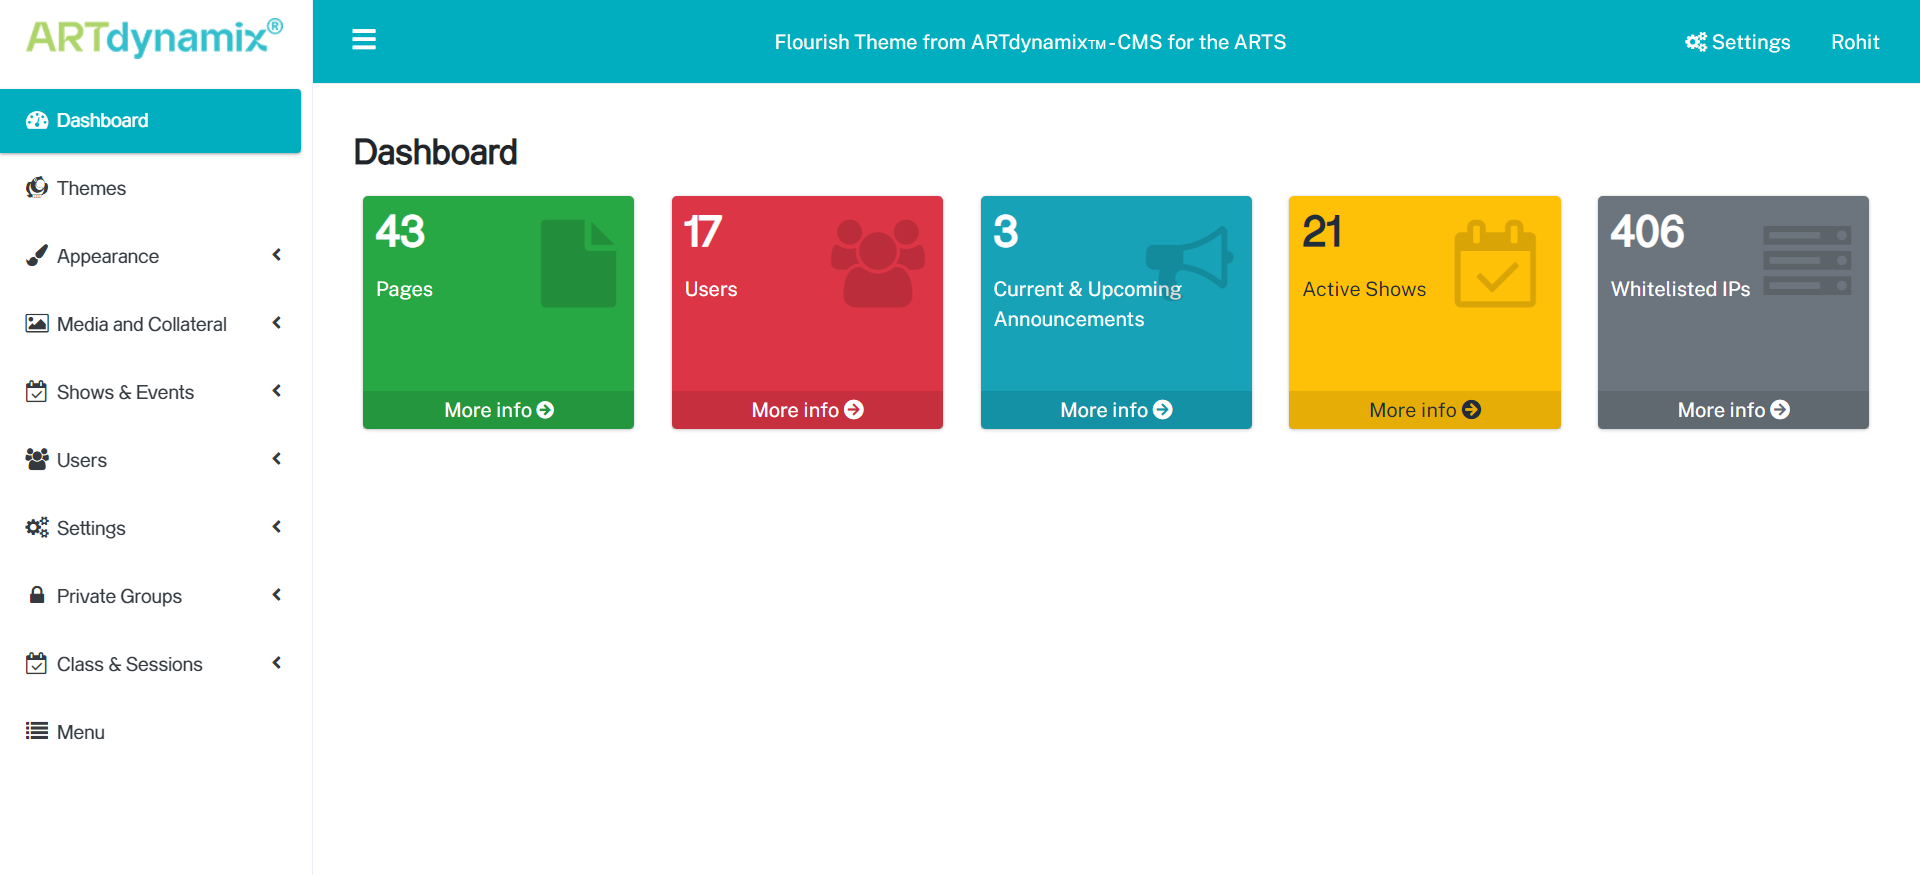 ARTdynamix®
Flourish Theme from ARTdynamix™ - CMS for the ARTS
Settings
Rohit
Dashboard
Themes
Appearance
Media and Collateral
Shows & Events
Users
Settings
Private Groups
Class & Sessions
Menu
Dashboard
43
Pages
More info
17
Users
More info
3
Current & Upcoming
Announcements
More info
21
Active Shows
More info
406
Whitelisted IPs
More info